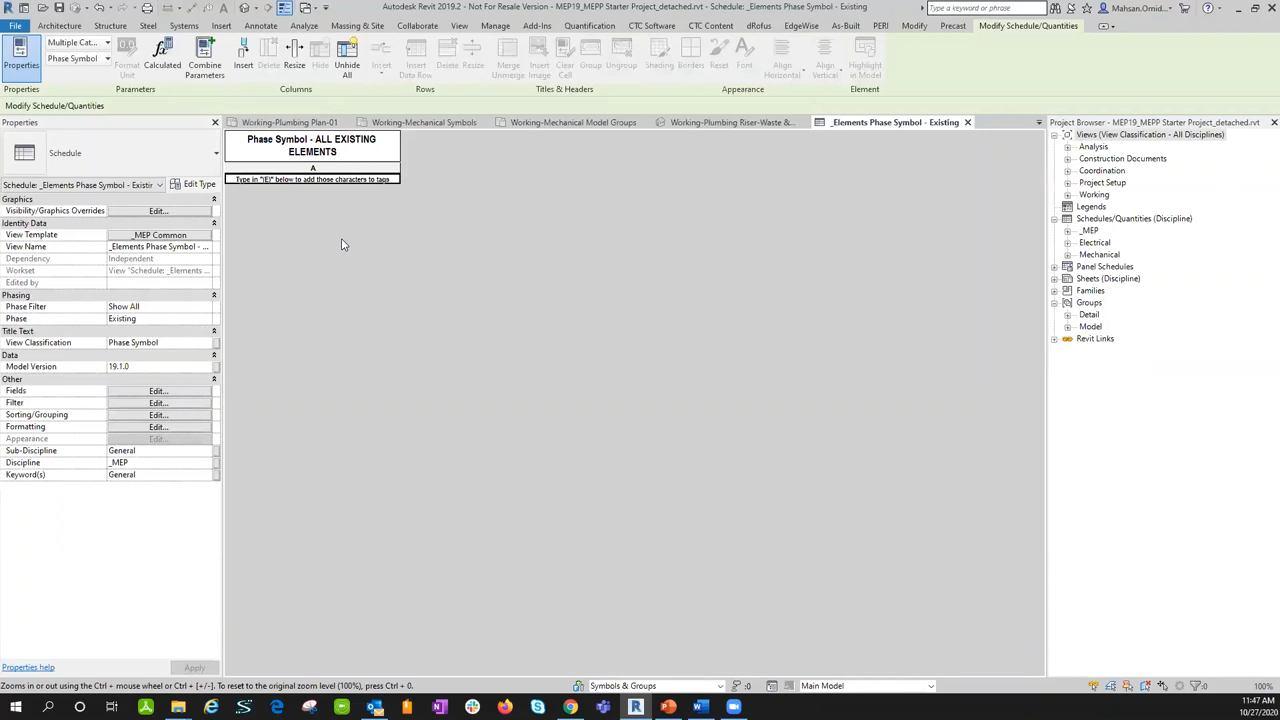 Autodesk Revit 2019.2 - Not For Resale Version - MEP19_MEPP Starter Project_detached.rvt - Schedule: _Elements Phase Symbol - Existing
Type a keyword or phrase
Mahsan.Omid...
File Architecture Structure Steel Systems Insert Annotate Analyze Massing & Site Collaborate View Manage Add-Ins Quantification CTC Software CTC Content dRofus EdgeWise As-Built PERI Modify Precast Modify Schedule/Quantities
Multiple Ca...
Phase Symbol
Properties Format Unit Calculated Combine Parameters Insert Delete Resize Hide Unhide All Insert Insert Data Row Delete Resize Merge Unmerge Insert Image Clear Cell Group Ungroup Shading Borders Reset Font Align Horizontal Align Vertical Highlight in Model
Properties Parameters Columns Rows Titles & Headers Appearance Element
Modify Schedule/Quantities
Properties
Working-Plumbing Plan-01 Working-Mechanical Symbols Working-Mechanical Model Groups Working-Plumbing Riser-Waste &... _Elements Phase Symbol - Existing
Project Browser - MEP19_MEPP Starter Project_detached.rvt
Schedule
Schedule: _Elements Phase Symbol - Existir
Edit Type
Graphics
Visibility/Graphics Overrides Edit...
Identity Data
View Template _MEP Common
View Name _Elements Phase Symbol - ...
Dependency Independent
Workset View "Schedule: _Elements ...
Edited by
Phasing
Phase Filter Show All
Phase Existing
Title Text
View Classification Phase Symbol
Data
Model Version 19.1.0
Other
Fields Edit...
Filter Edit...
Sorting/Grouping Edit...
Formatting Edit...
Appearance Edit...
Sub-Discipline General
Discipline _MEP
Keyword(s) General
Properties help
Apply
Phase Symbol - ALL EXISTING
ELEMENTS
A
Type in "(E)" below to add those characters to tags
Views (View Classification - All Disciplines)
Analysis
Construction Documents
Coordination
Project Setup
Working
Legends
Schedules/Quantities (Discipline)
_MEP
Electrical
Mechanical
Panel Schedules
Sheets (Discipline)
Families
Groups
Detail
Model
Revit Links
Zooms in or out using the Ctrl + mouse wheel or Ctrl + [+/-]. To reset to the original zoom level (100%), press Ctrl + 0.
Symbols & Groups
:0
Main Model
:0
100%
11:47 AM
10/27/2020